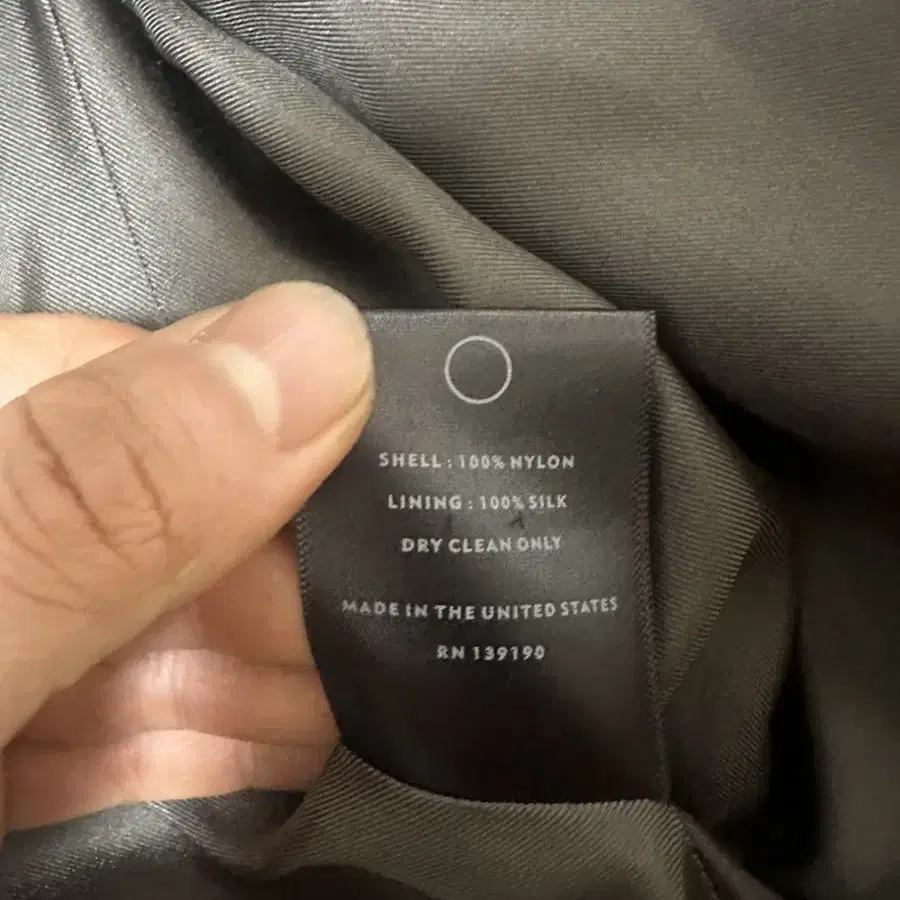 SHELL : 100% NYLON
LINING : 100% SILK
DRY CLEAN ONLY
MADE IN THE UNITED STATES
RN 139190